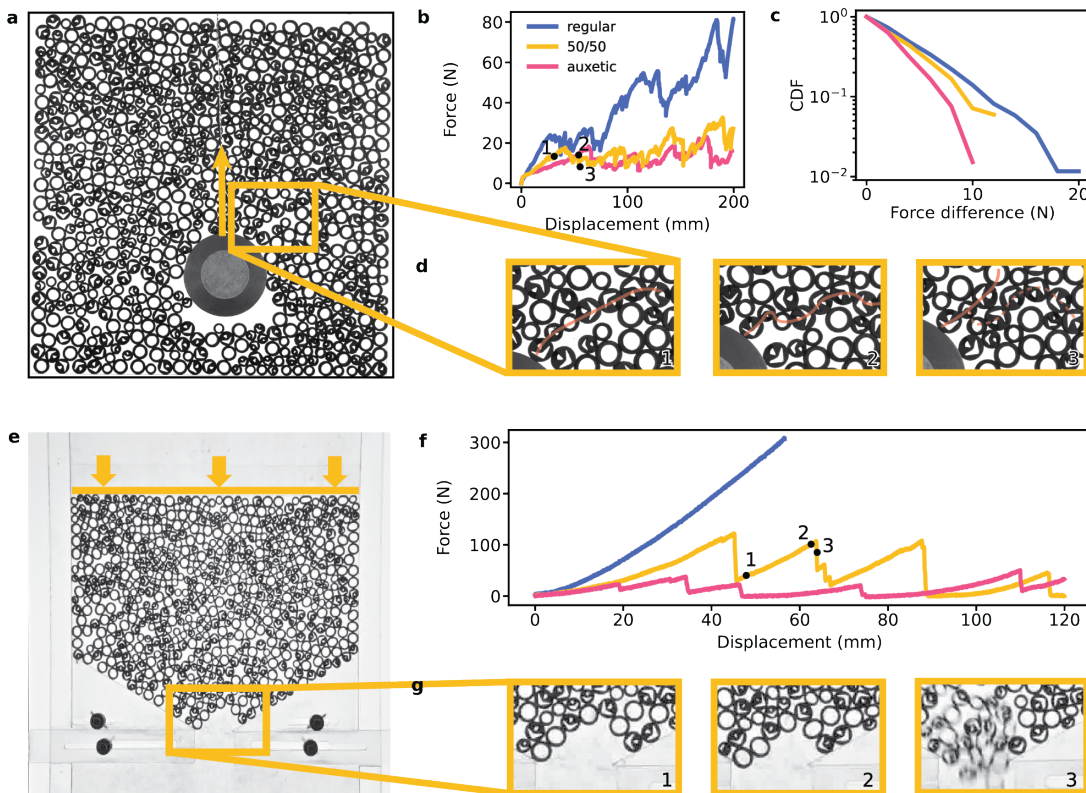 a
b
Force (N)
80
60
40
20
0
regular
50/50
auxetic
1
2
3
0
100
200
Displacement (mm)
c
CDF
10⁰
10⁻¹
10⁻²
0
10
20
Force difference (N)
d
1
2
3
e
f
Force (N)
300
200
100
0
1
2
3
0
20
40
60
80
100
120
Displacement (mm)
g
1
2
3